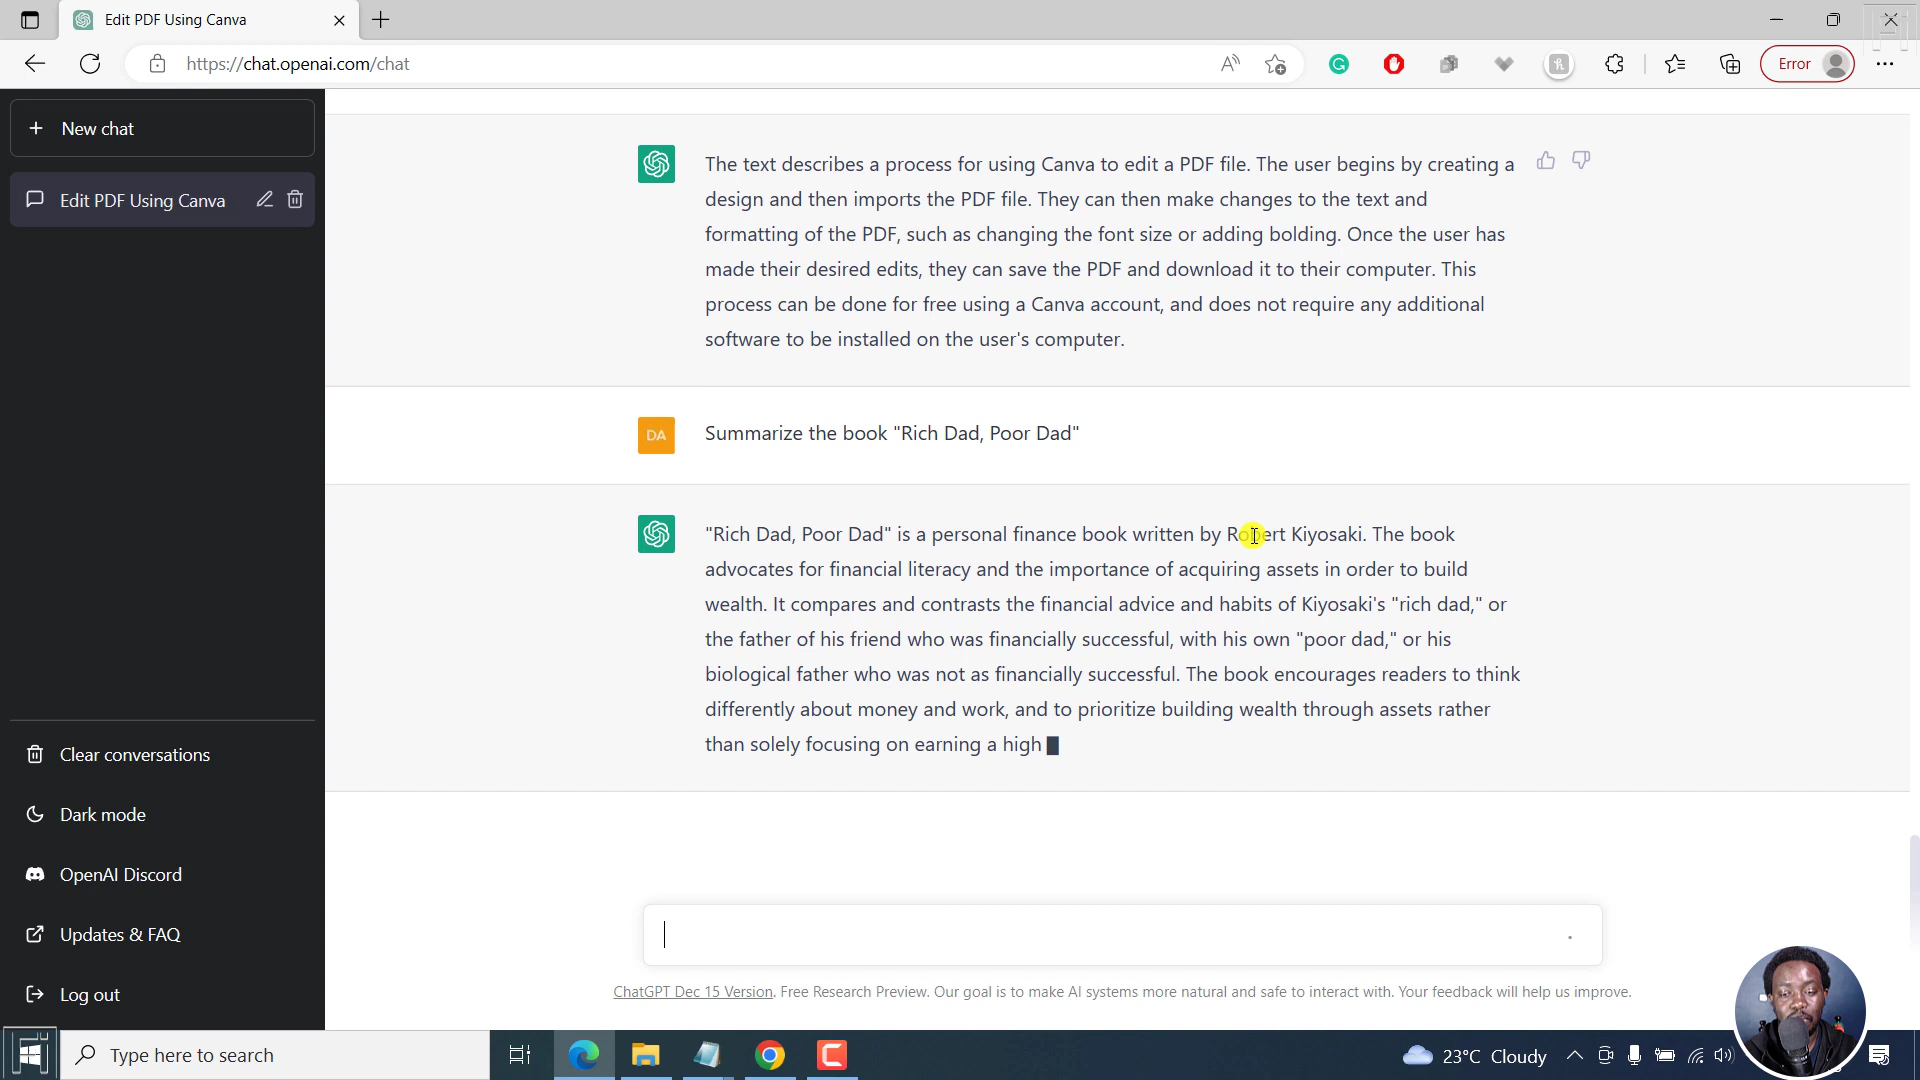 Edit PDF Using Canva
https://chat.openai.com/chat
Error
New chat
Edit PDF Using Canva
The text describes a process for using Canva to edit a PDF file. The user begins by creating a
design and then imports the PDF file. They can then make changes to the text and
formatting of the PDF, such as changing the font size or adding bolding. Once the user has
made their desired edits, they can save the PDF and download it to their computer. This
process can be done for free using a Canva account, and does not require any additional
software to be installed on the user's computer.
DA
Summarize the book "Rich Dad, Poor Dad"
"Rich Dad, Poor Dad" is a personal finance book written by Robert Kiyosaki. The book
advocates for financial literacy and the importance of acquiring assets in order to build
wealth. It compares and contrasts the financial advice and habits of Kiyosaki's "rich dad," or
the father of his friend who was financially successful, with his own "poor dad," or his
biological father who was not as financially successful. The book encourages readers to think
differently about money and work, and to prioritize building wealth through assets rather
than solely focusing on earning a high
Clear conversations
Dark mode
OpenAI Discord
Updates & FAQ
Log out
ChatGPT Dec 15 Version. Free Research Preview. Our goal is to make AI systems more natural and safe to interact with. Your feedback will help us improve.
Type here to search
23°C Cloudy